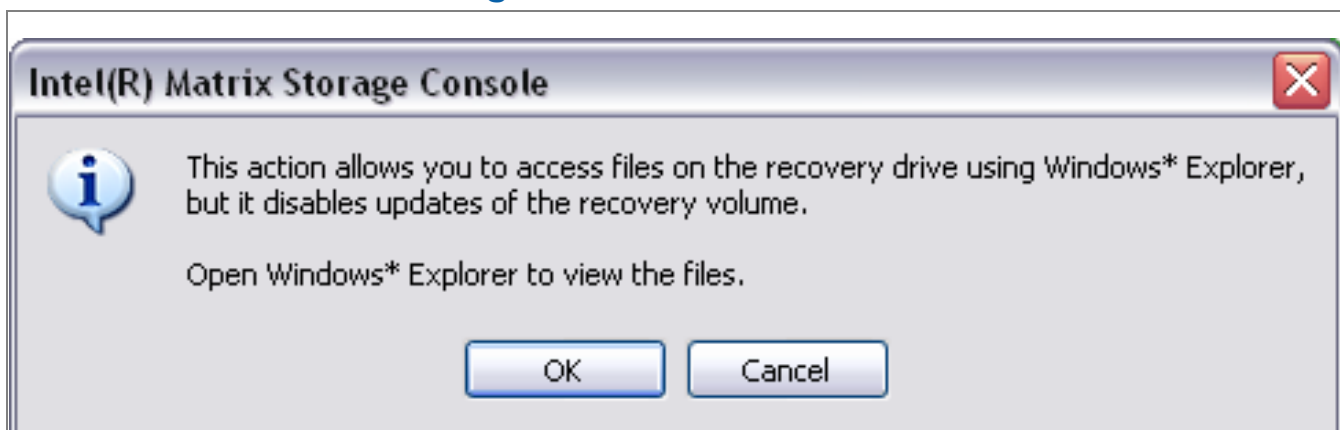 Intel(R) Matrix Storage Console
This action allows you to access files on the recovery drive using Windows* Explorer,
but it disables updates of the recovery volume.
Open Windows* Explorer to view the files.
OK Cancel